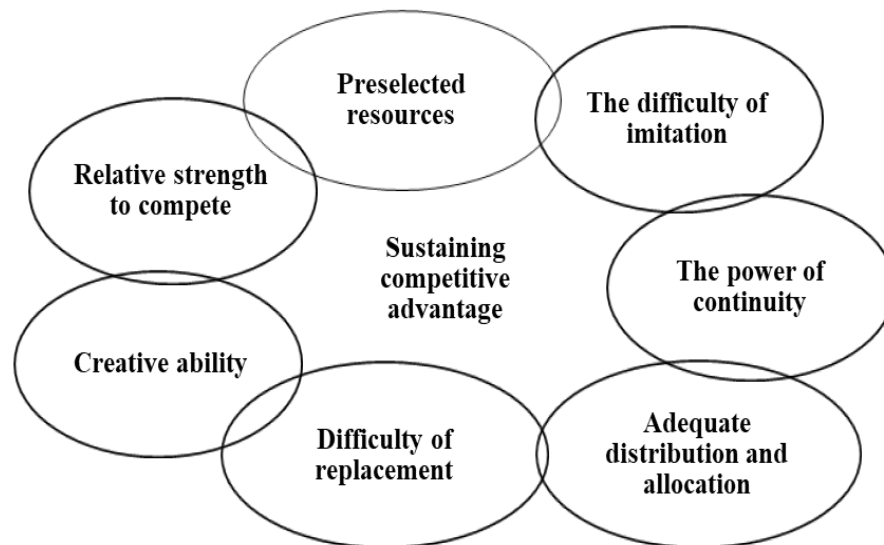 Preselected
resources
The difficulty of
imitation
Relative strength
to compete
Sustaining
competitive
advantage
The power of
continuity
Creative ability
Difficulty of
replacement
Adequate
distribution and
allocation